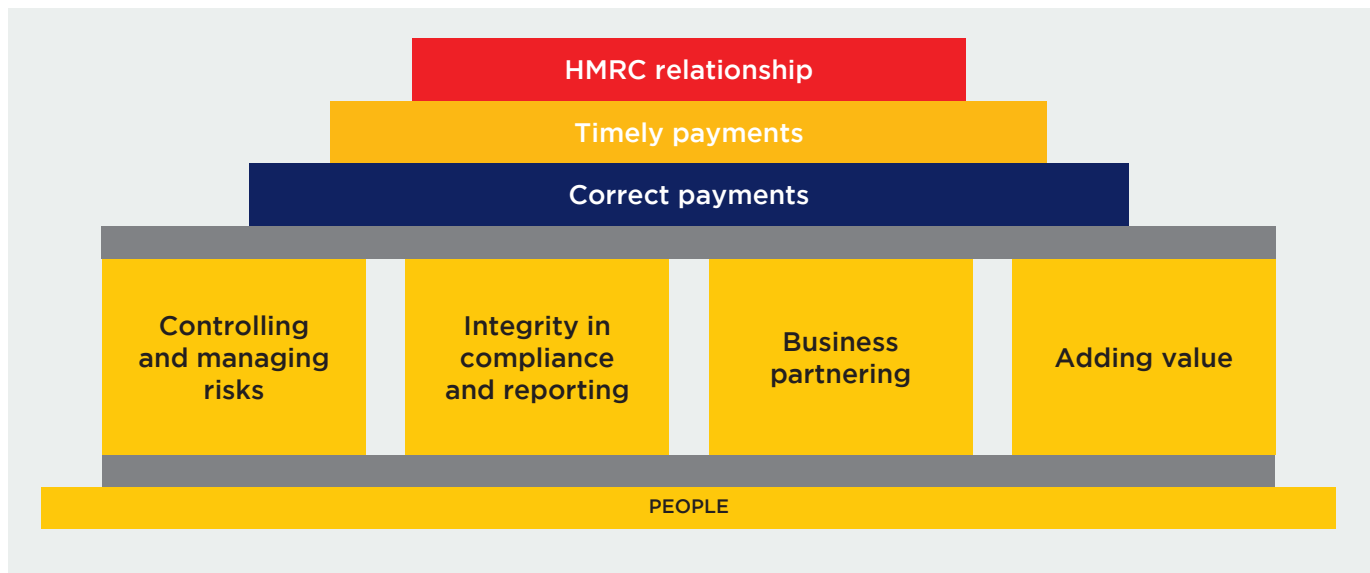 HMRC relationship
Timely payments
Correct payments
Controlling
and managing
risks
Integrity in
compliance
and reporting
Business
partnering
Adding value
PEOPLE